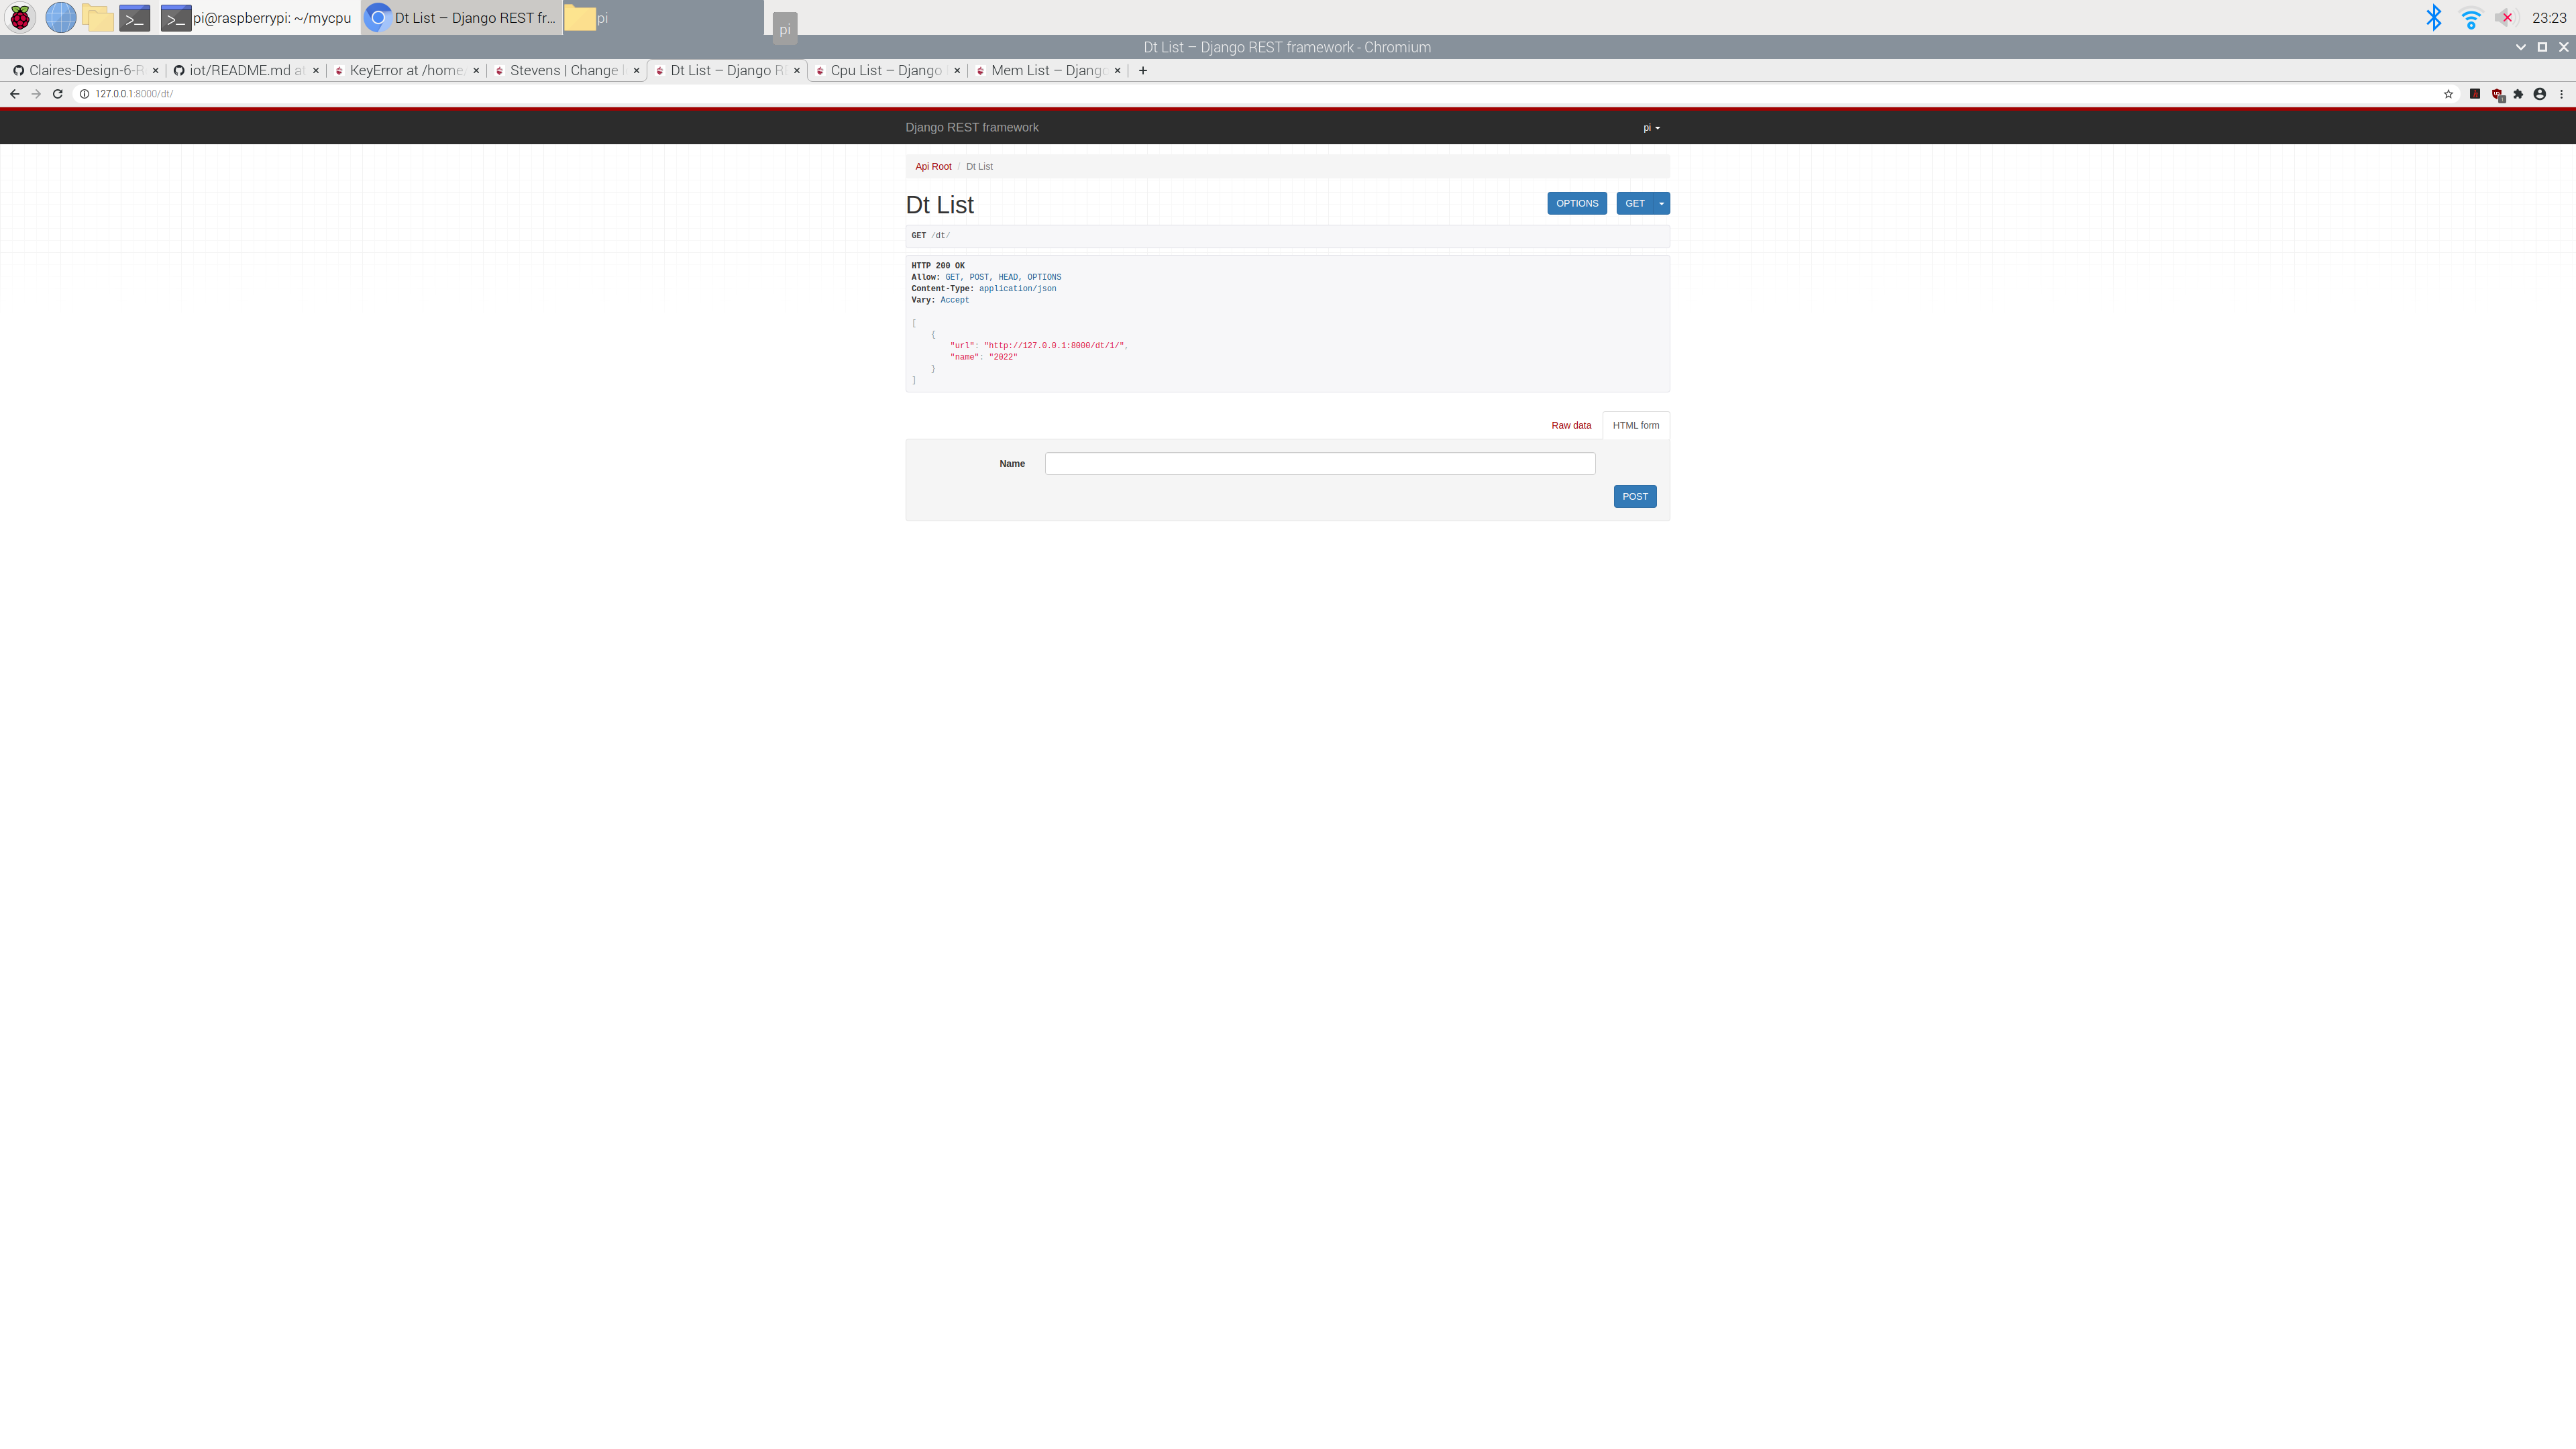 pi@raspberrypi: ~/mycpu
Dt List – Django REST fr...
pi
pi
23:23
Dt List – Django REST framework - Chromium
Claires-Design-6-R
iot/README.md at
KeyError at /home/
Stevens | Change l
Dt List – Django RE
Cpu List – Django
Mem List – Django
127.0.0.1:8000/dt/
Django REST framework
pi
Api Root / Dt List
Dt List
OPTIONS
GET
GET /dt/
HTTP 200 OK
Allow: GET, POST, HEAD, OPTIONS
Content-Type: application/json
Vary: Accept
[
{
"url": "http://127.0.0.1:8000/dt/1/",
"name": "2022"
}
]
Raw data
HTML form
Name
POST